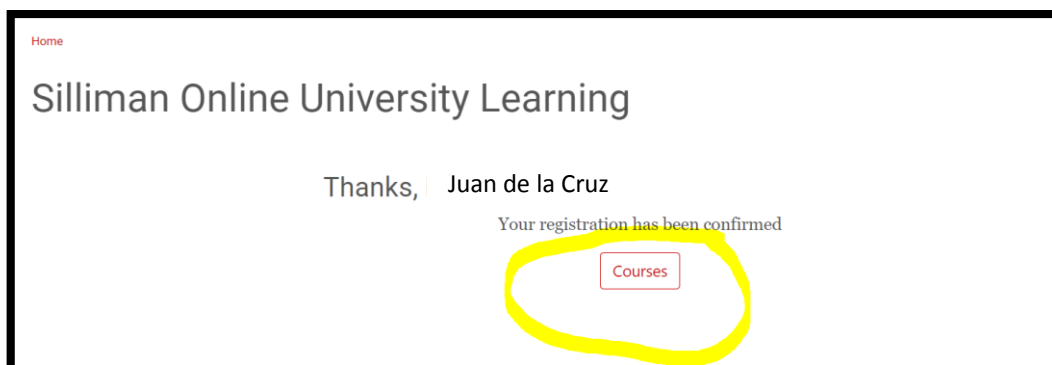 Home
Silliman Online University Learning
Thanks, Juan de la Cruz
Your registration has been confirmed
Courses